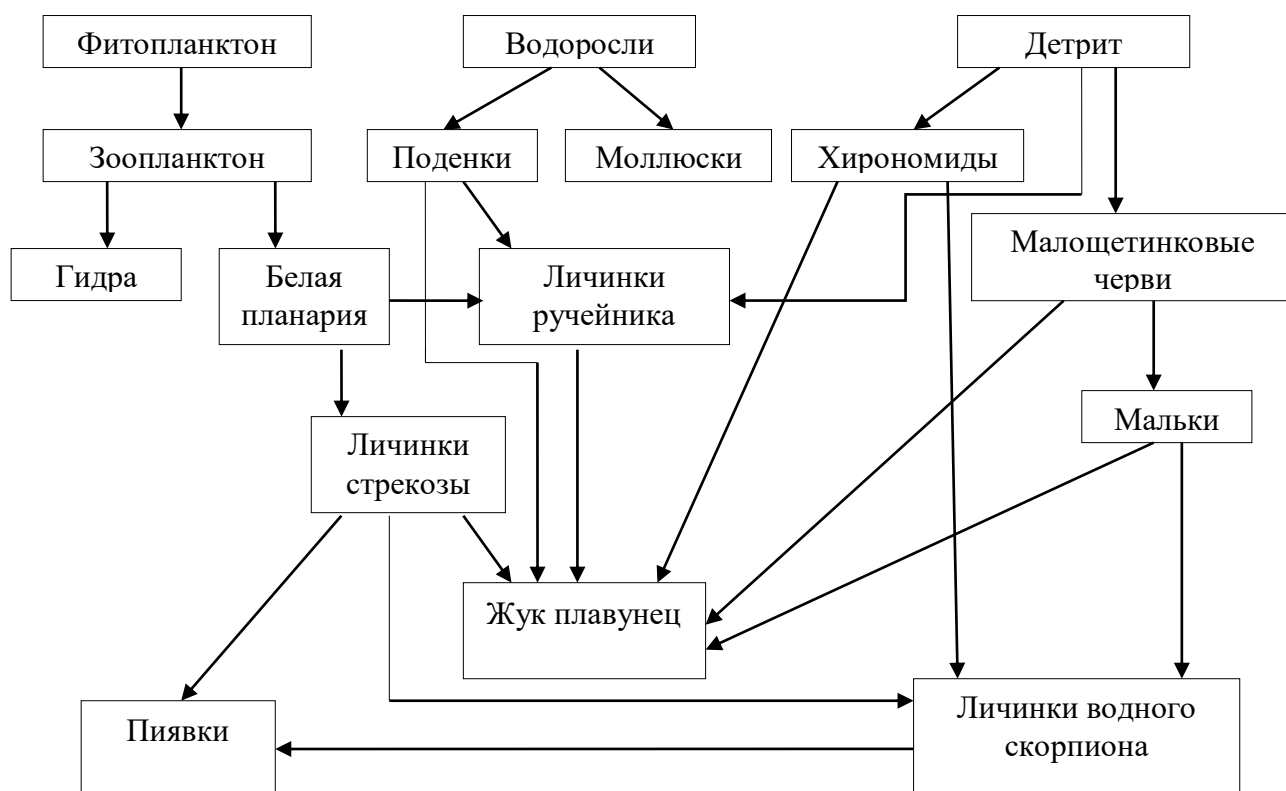 Фитопланктон
Водоросли
Детрит
Зоопланктон
Поденки
Моллюски
Хирономиды
Гидра
Белая
планария
Личинки
ручейника
Малощетинковые
черви
Мальки
Личинки
стрекозы
Жук плавунец
Пиявки
Личинки водного
скорпиона